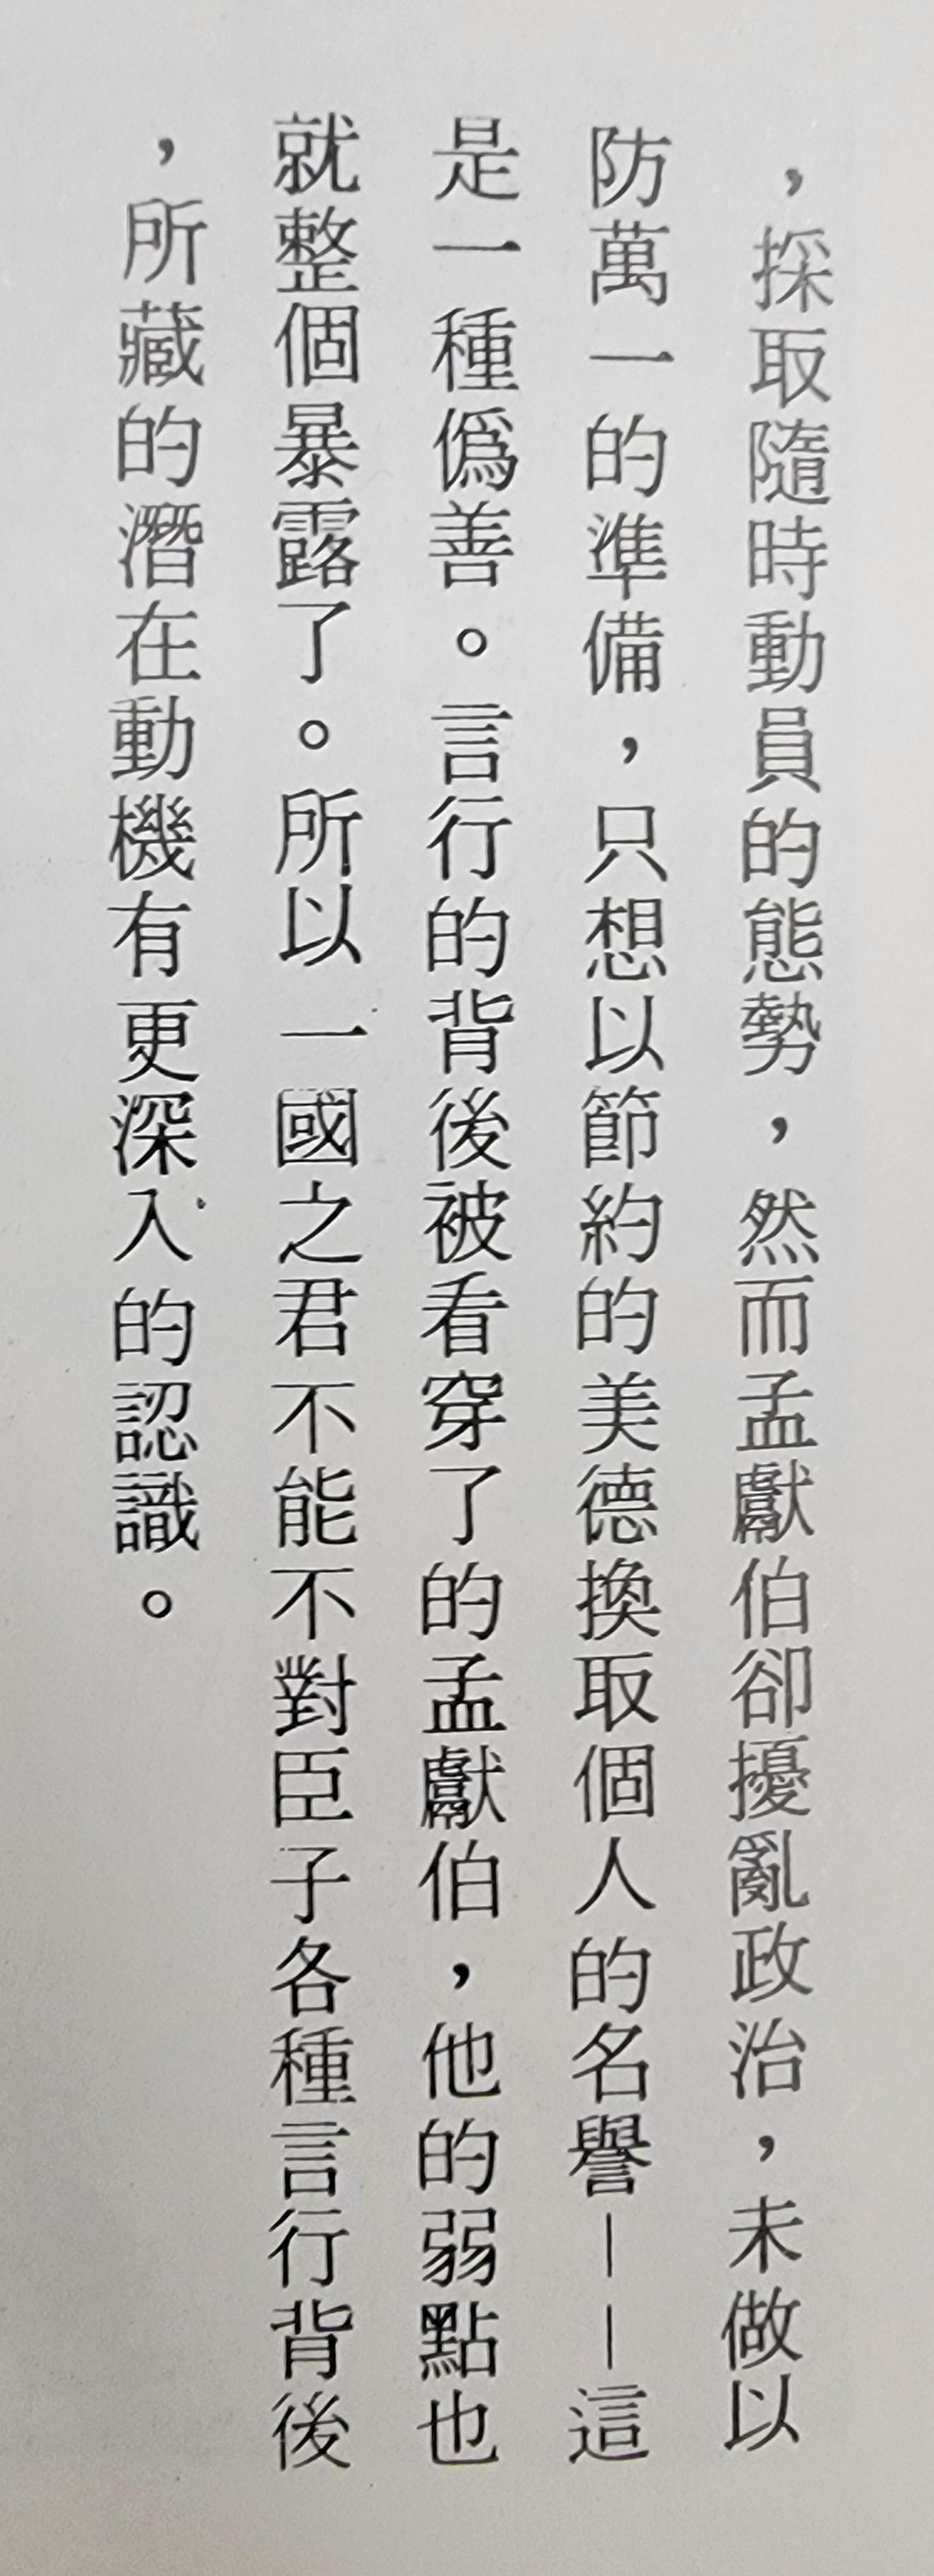 ，採取隨時動員的態勢，然而孟獻伯卻擾亂政治，未做以
防萬一的準備，只想以節約的美德換取個人的名譽——這
是一種僞善。言行的背後被看穿了的孟獻伯，他的弱點也
就整個暴露了。所以一國之君不能不對臣子各種言行背後
，所藏的潛在動機有更深入的認識。